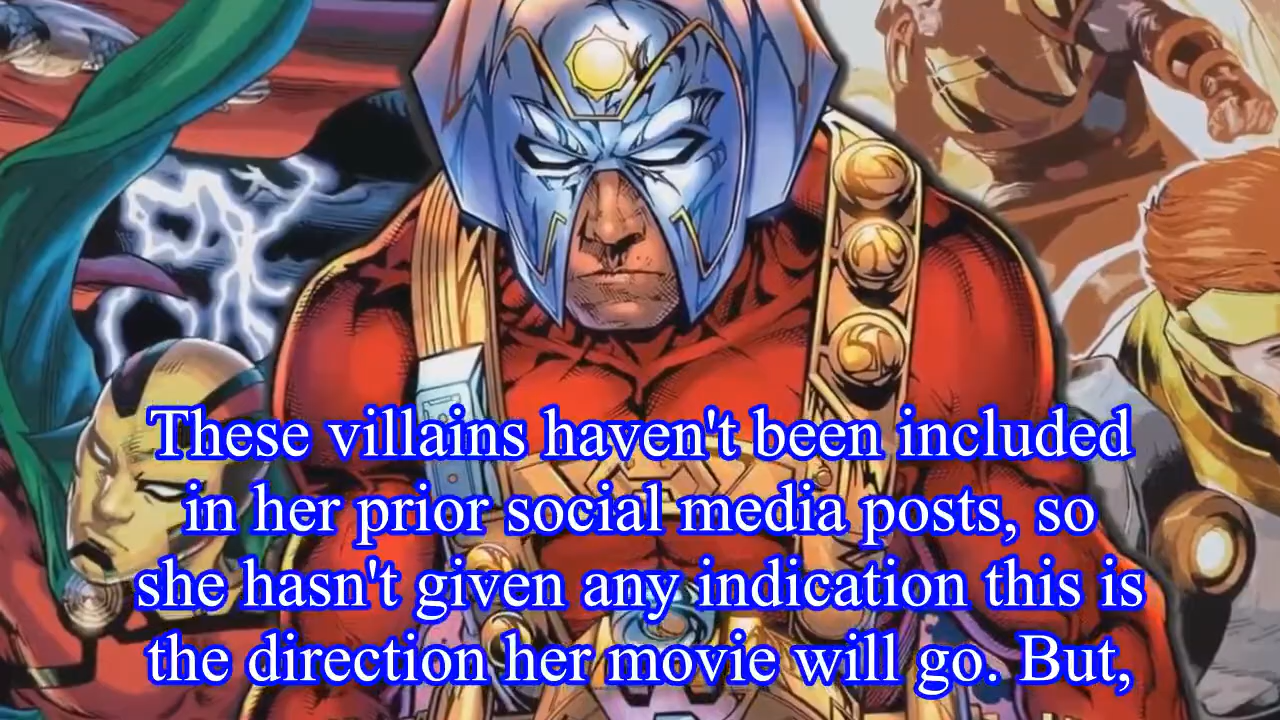 These villains haven't been included
in her prior social media posts, so
she hasn't given any indication this is
the direction her movie will go. But,